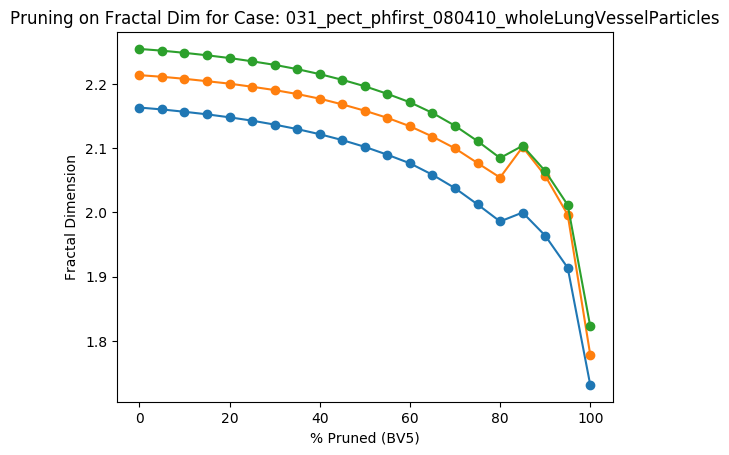 Pruning on Fractal Dim for Case: 031_pect_phfirst_080410_wholeLungVesselParticles
2.2
2.1
2.0
1.9
1.8
Fractal Dimension
0 20 40 60 80 100
% Pruned (BV5)